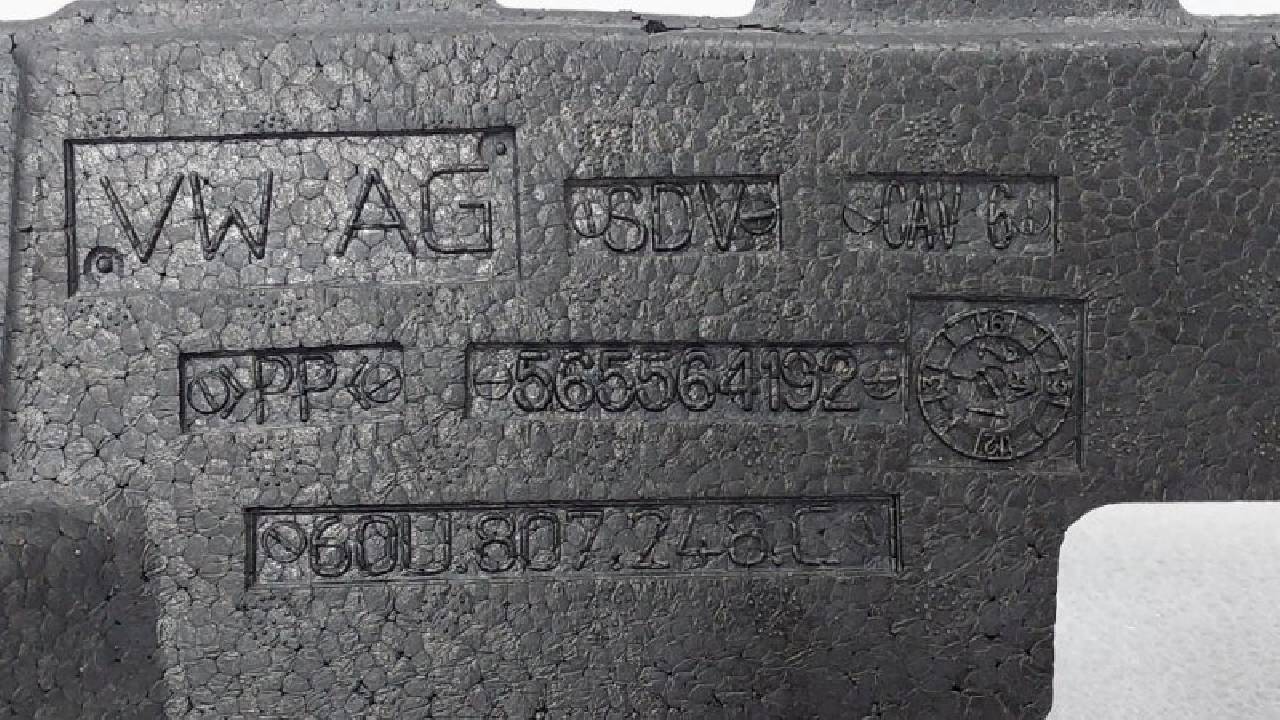 VW AG SDV CAV 6
>PP< 565564192
60U.807.248.C